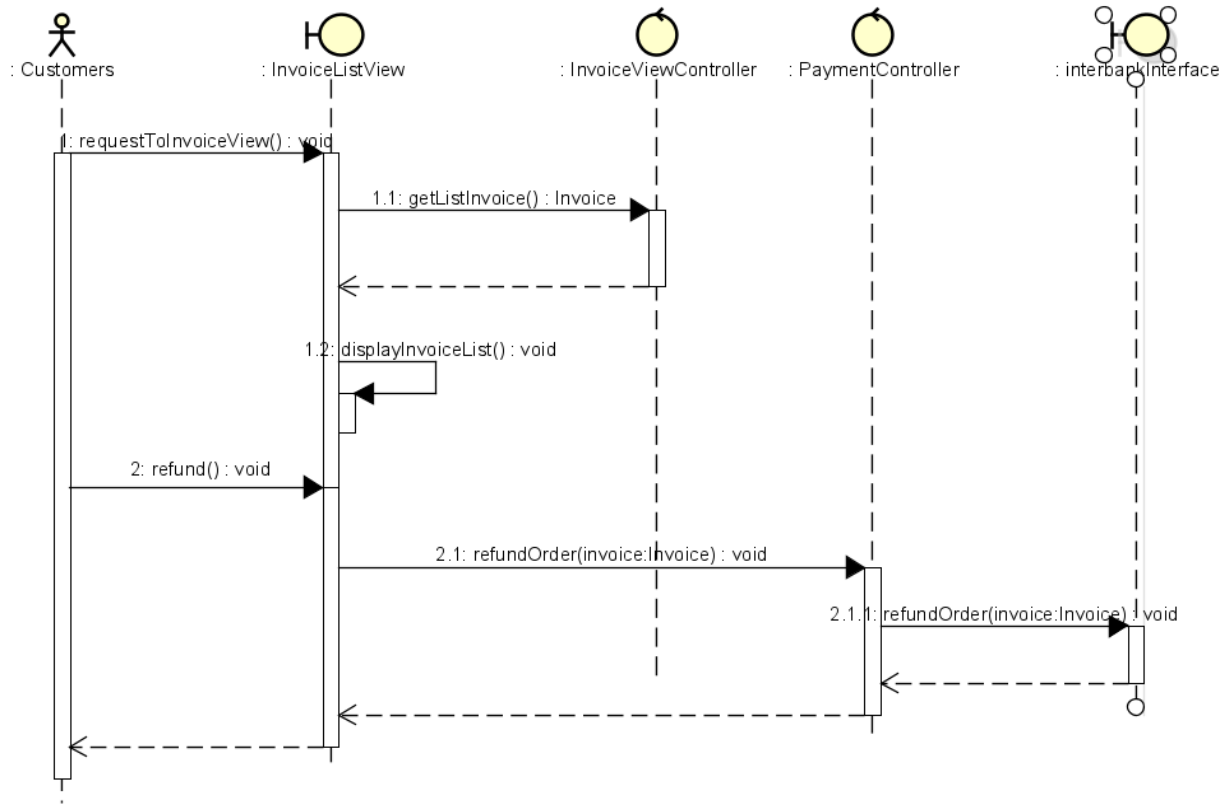 : Customers
: InvoiceListView
: InvoiceViewController
: PaymentController
: interbankInterface
1: requestToInvoiceView() : void
1.1: getListInvoice() : Invoice
1.2: displayInvoiceList() : void
2: refund() : void
2.1: refundOrder(invoice:Invoice) : void
2.1.1: refundOrder(invoice:Invoice) : void